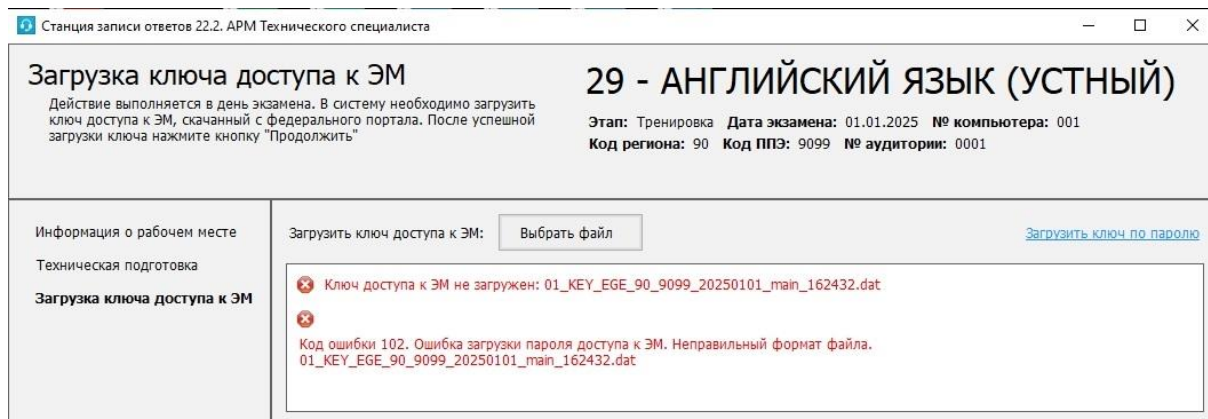 Станция записи ответов 22.2. АРМ Технического специалиста
Загрузка ключа доступа к ЭМ
Действие выполняется в день экзамена. В систему необходимо загрузить
ключ доступа к ЭМ, скачанный с федерального портала. После успешной
загрузки ключа нажмите кнопку "Продолжить"
29 - АНГЛИЙСКИЙ ЯЗЫК (УСТНЫЙ)
Этап: Тренировка Дата экзамена: 01.01.2025 № компьютера: 001
Код региона: 90 Код ППЭ: 9099 № аудитории: 0001
Информация о рабочем месте
Техническая подготовка
Загрузка ключа доступа к ЭМ
Загрузить ключ доступа к ЭМ: Выбрать файл Загрузить ключ по паролю
Ключ доступа к ЭМ не загружен: 01_KEY_EGE_90_9099_20250101_main_162432.dat
Код ошибки 102. Ошибка загрузки пароля доступа к ЭМ. Неправильный формат файла.
01_KEY_EGE_90_9099_20250101_main_162432.dat